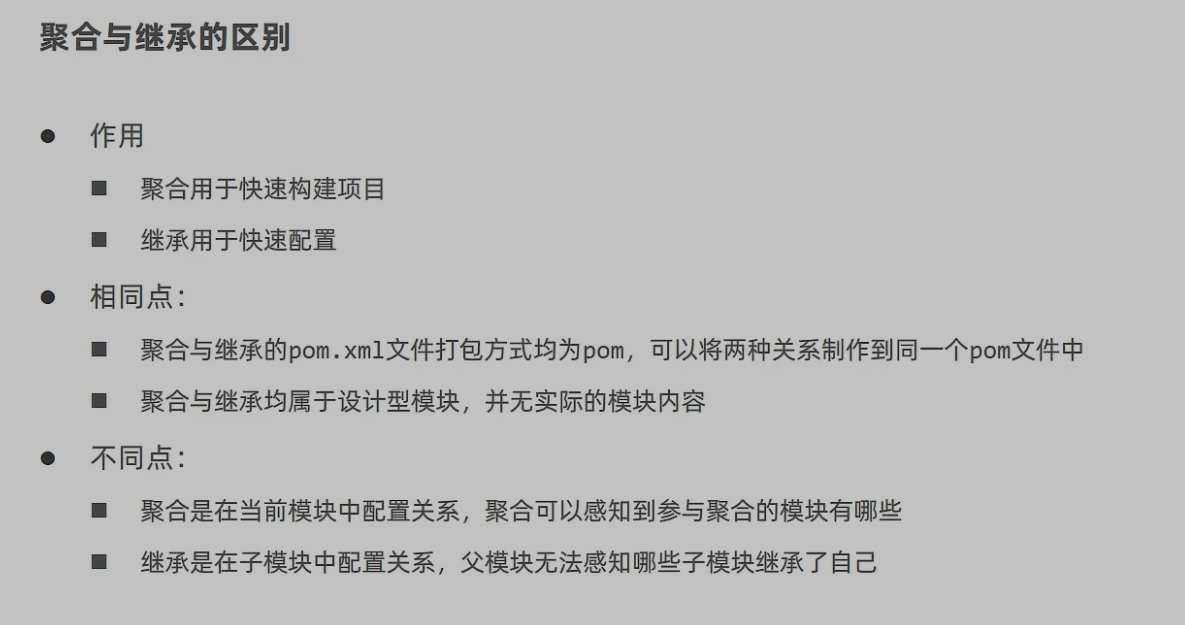 聚合与继承的区别
作用
聚合用于快速构建项目
继承用于快速配置
相同点：
聚合与继承的pom.xml文件打包方式均为pom，可以将两种关系制作到同一个pom文件中
聚合与继承均属于设计型模块，并无实际的模块内容
不同点：
聚合是在当前模块中配置关系，聚合可以感知到参与聚合的模块有哪些
继承是在子模块中配置关系，父模块无法感知哪些子模块继承了自己